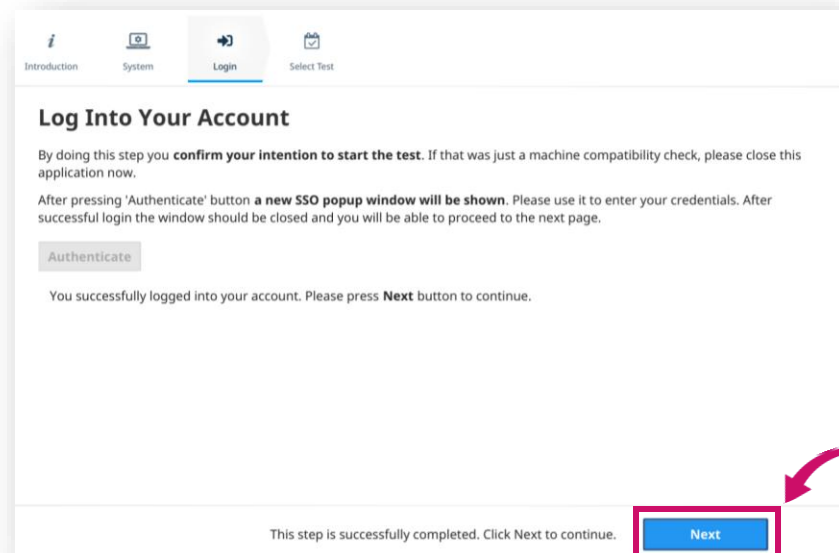 i
Introduction System Login Select Test
Log Into Your Account
By doing this step you confirm your intention to start the test. If that was just a machine compatibility check, please close this
application now.
After pressing 'Authenticate' button a new SSO popup window will be shown. Please use it to enter your credentials. After
successful login the window should be closed and you will be able to proceed to the next page.
Authenticate
You successfully logged into your account. Please press Next button to continue.
This step is successfully completed. Click Next to continue. Next